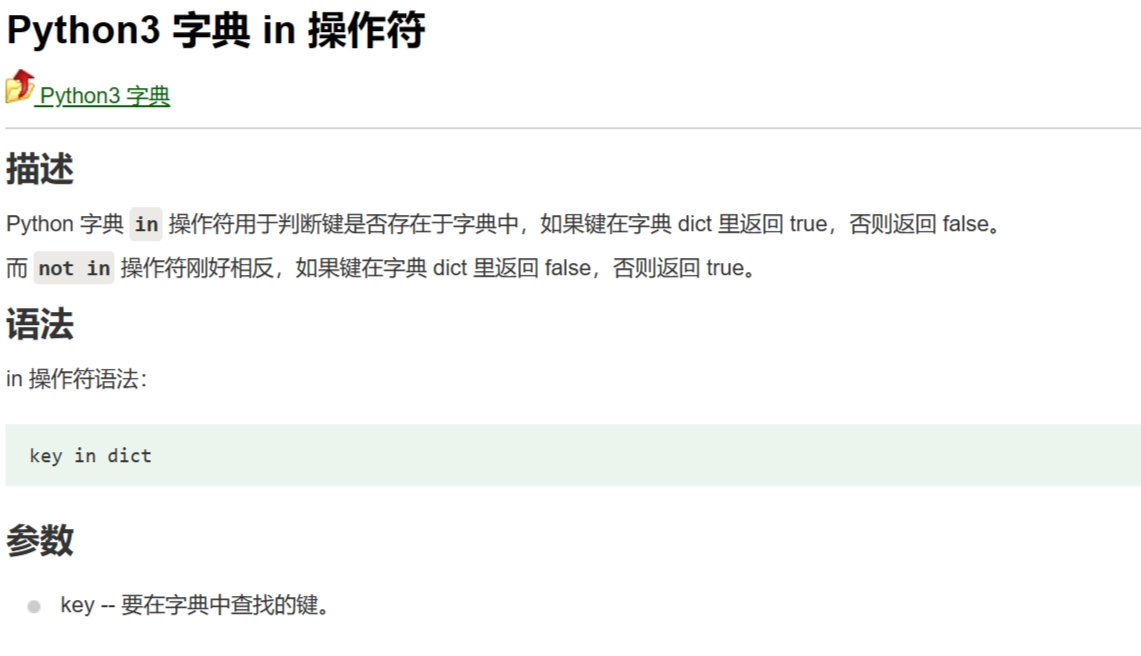 Python3 字典 in 操作符
Python3 字典
描述
Python 字典 in 操作符用于判断键是否存在于字典中，如果键在字典 dict 里返回 true，否则返回 false。
而 not in 操作符刚好相反，如果键在字典 dict 里返回 false，否则返回 true。
语法
in 操作符语法：
key in dict
参数
key -- 要在字典中查找的键。